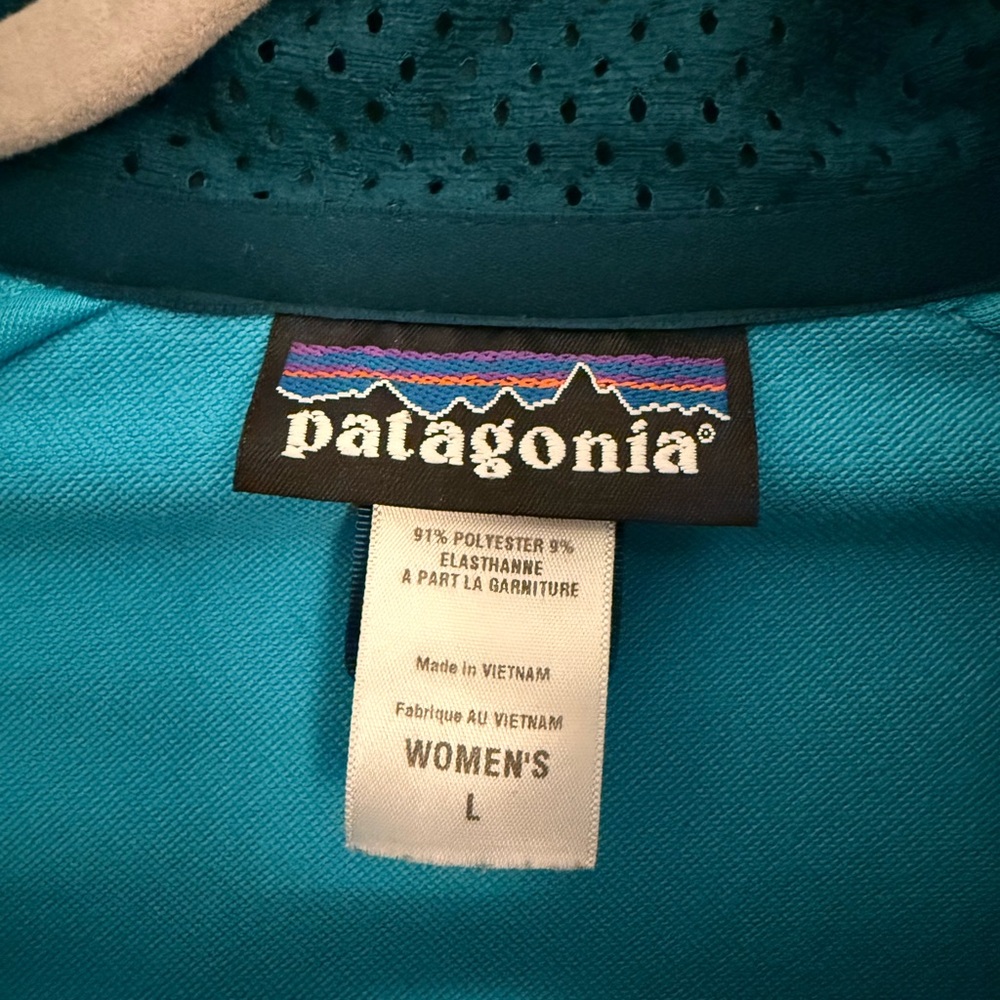 patagonia®
91% POLYESTER 9%
ELASTHANNE
A PART LA GARNITURE
Made in VIETNAM
Fabrique AU VIETNAM
WOMEN'S
L